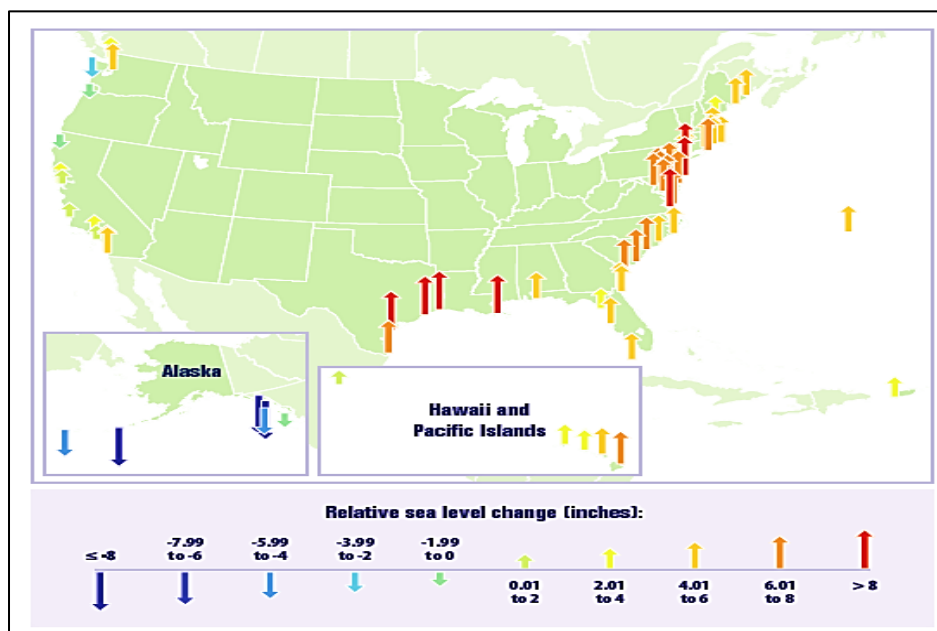 Alaska
Hawaii and
Pacific Islands
Relative sea level change (inches):
≤ -8
-7.99
to -6
-5.99
to -4
-3.99
to -2
-1.99
to 0
0.01
to 2
2.01
to 4
4.01
to 6
6.01
to 8
> 8